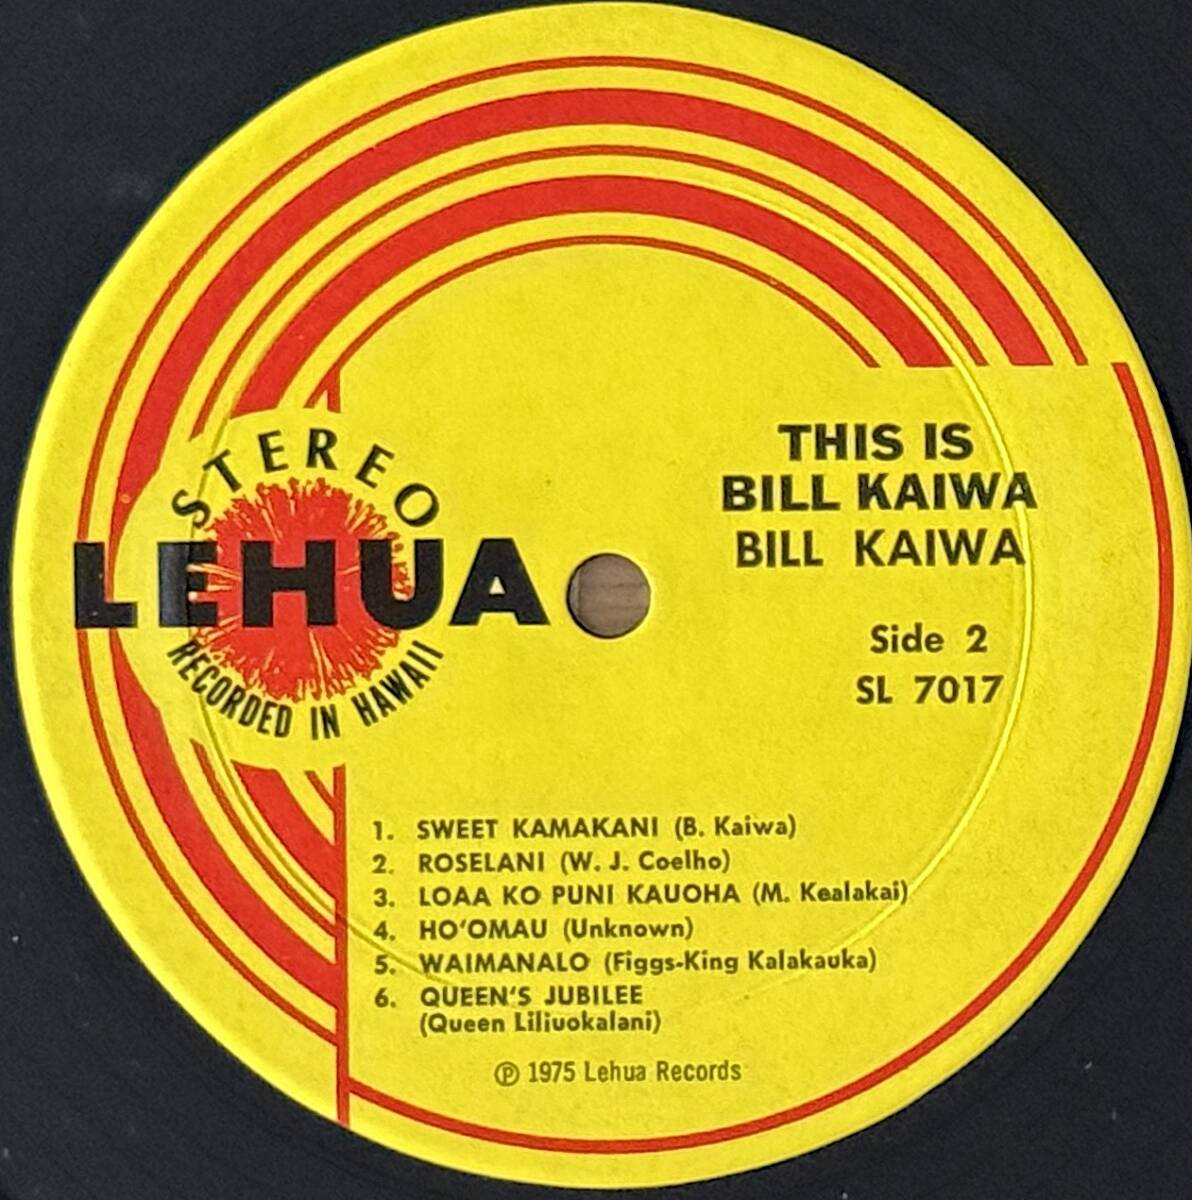 STEREO
LEHUA
RECORDED IN HAWAII
THIS IS
BILL KAIWA
BILL KAIWA
Side 2
SL 7017
1. SWEET KAMAKANI (B. Kaiwa)
2. ROSELANI (W. J. Coelho)
3. LOAA KO PUNI KAUOHA (M. Kealakai)
4. HO'OMAU (Unknown)
5. WAIMANALO (Figgs-King Kalakauka)
6. QUEEN'S JUBILEE
(Queen Liliuokalani)
℗ 1975 Lehua Records